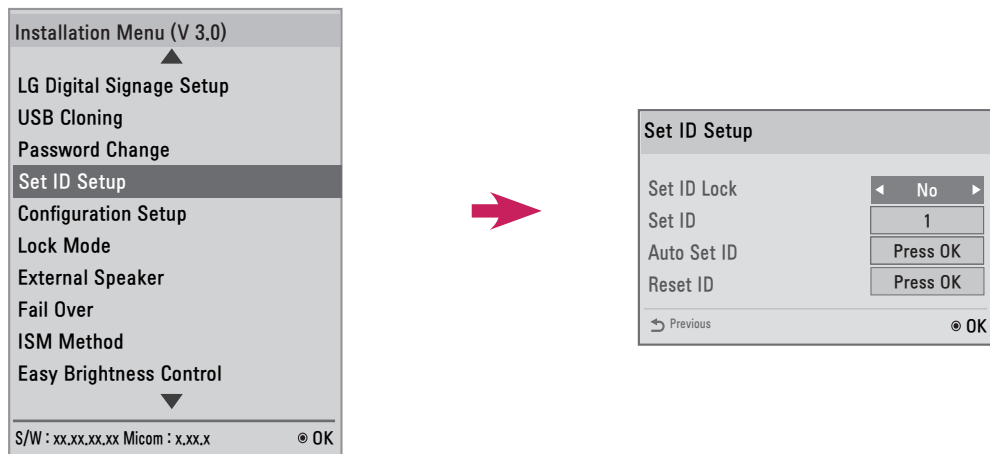 Installation Menu (V 3.0)
LG Digital Signage Setup
USB Cloning
Password Change
Set ID Setup
Configuration Setup
Lock Mode
External Speaker
Fail Over
ISM Method
Easy Brightness Control
S/W : xx.xx.xx.xx Micom : x.xx.x ◉ OK
Set ID Setup
Set ID Lock ◀ No ▶
Set ID 1
Auto Set ID Press OK
Reset ID Press OK
Previous ◉ OK